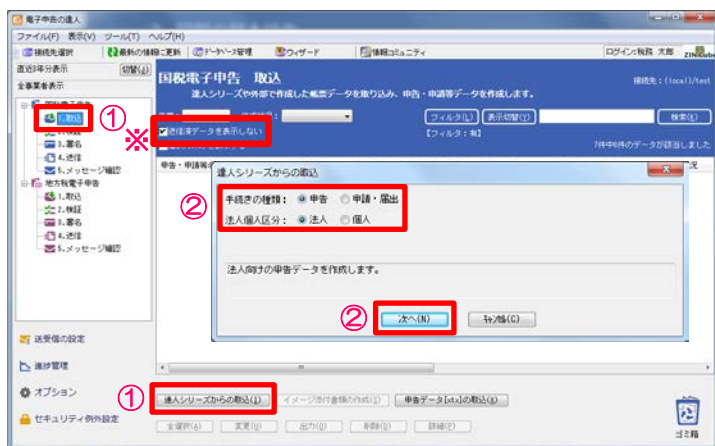 電子申告の達人
ファイル(F) 表示(V) ツール(T) ヘルプ(H)
接続先選択 最新の情報に更新 データベース管理 ウィザード 情報コミュニティ ログイン:税務 太郎
直近3年分表示 切替(J)
全事業者表示
国税電子申告
① 1.取込
3.署名
4.送信
5.メッセージ確認
地方税電子申告
1.取込
2.検証
3.署名
4.送信
5.メッセージ確認
送受信の設定
進捗管理
オプション
セキュリティ例外設定
国税電子申告 取込
接続先:(local)/test
達人シリーズや外部で作成した帳票データを取り込み、申告・申請等データを作成します。
フィルタ(L) 表示切替(Y) 検索(E)
※ 送信済データを表示しない
【フィルタ:有】
7件中6件のデータが該当しました
達人シリーズからの取込
② 手続きの種類: 申告 申請・届出
法人個人区分: 法人 個人
法人向けの申告データを作成します。
② 次へ(N) ｷｬﾝｾﾙ(C)
① 達人シリーズからの取込(I) イメージ添付書類の作成(I) 申告データ[xtx]の取込(X)
全選択(A) 変更(U) 出力(O) 削除(D) 詳細(P)
ゴミ箱